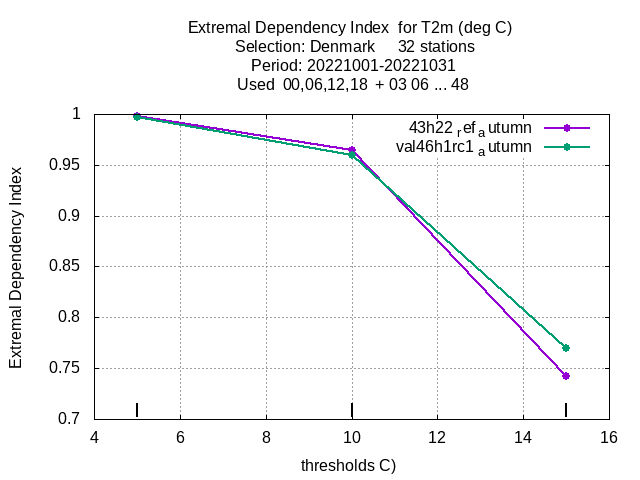 Extremal Dependency Index  for T2m (deg C)
Selection: Denmark     32 stations
Period: 20221001-20221031
Used  00,06,12,18  + 03 06 ... 48
43h22 ref a utumn
val46h1rc1 a utumn
1
0.95
0.9
0.85
0.8
0.75
0.7
4 6 8 10 12 14 16
Extremal Dependency Index
thresholds C)